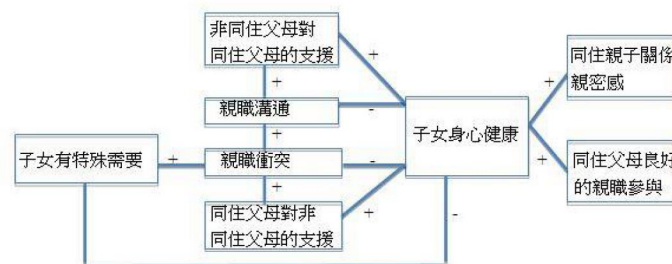 非同住父母對
同住父母的支援
+
+
同住親子關係
親密感
+
親職溝通
-
+
+
子女身心健康
子女有特殊需要
+
親職衝突
-
+
同住父母良好
的親職參與
+
同住父母對非
同住父母的支援
+
-